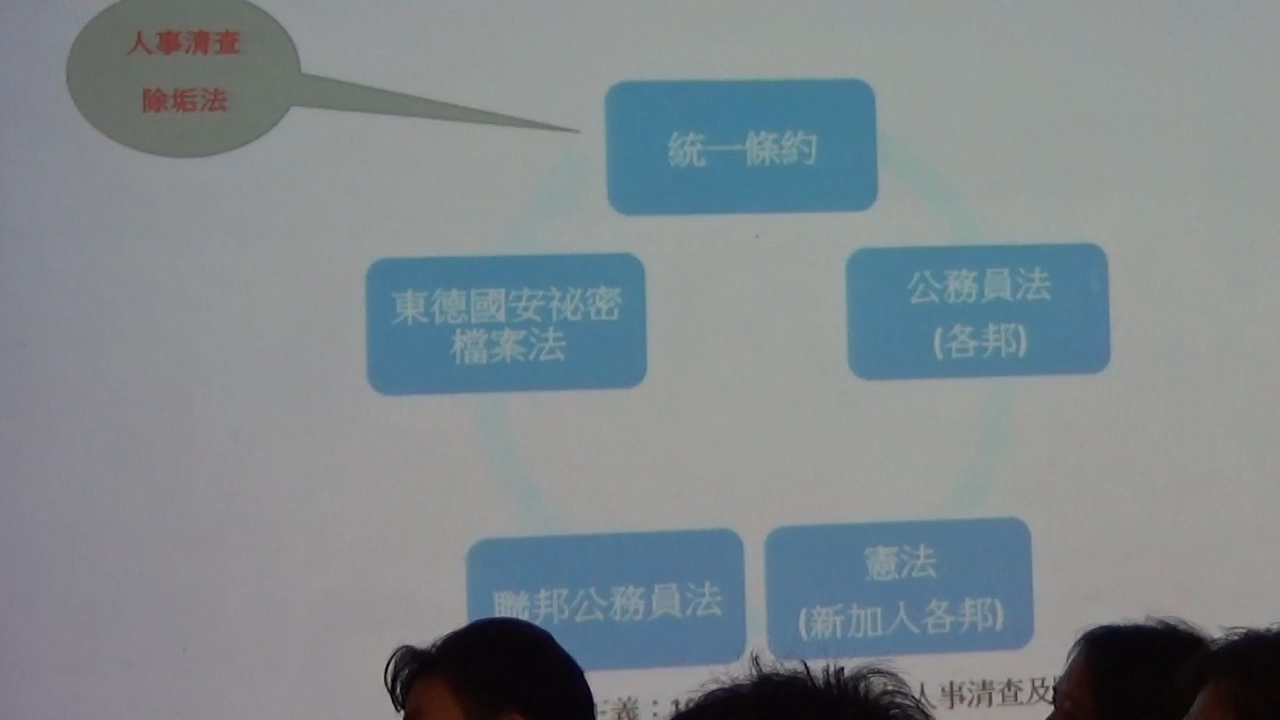 人事清查
除垢法
統一條約
東德國安祕密
檔案法
公務員法
(各邦)
聯邦公務員法
憲法
(新加入各邦)
義：
人事清查及